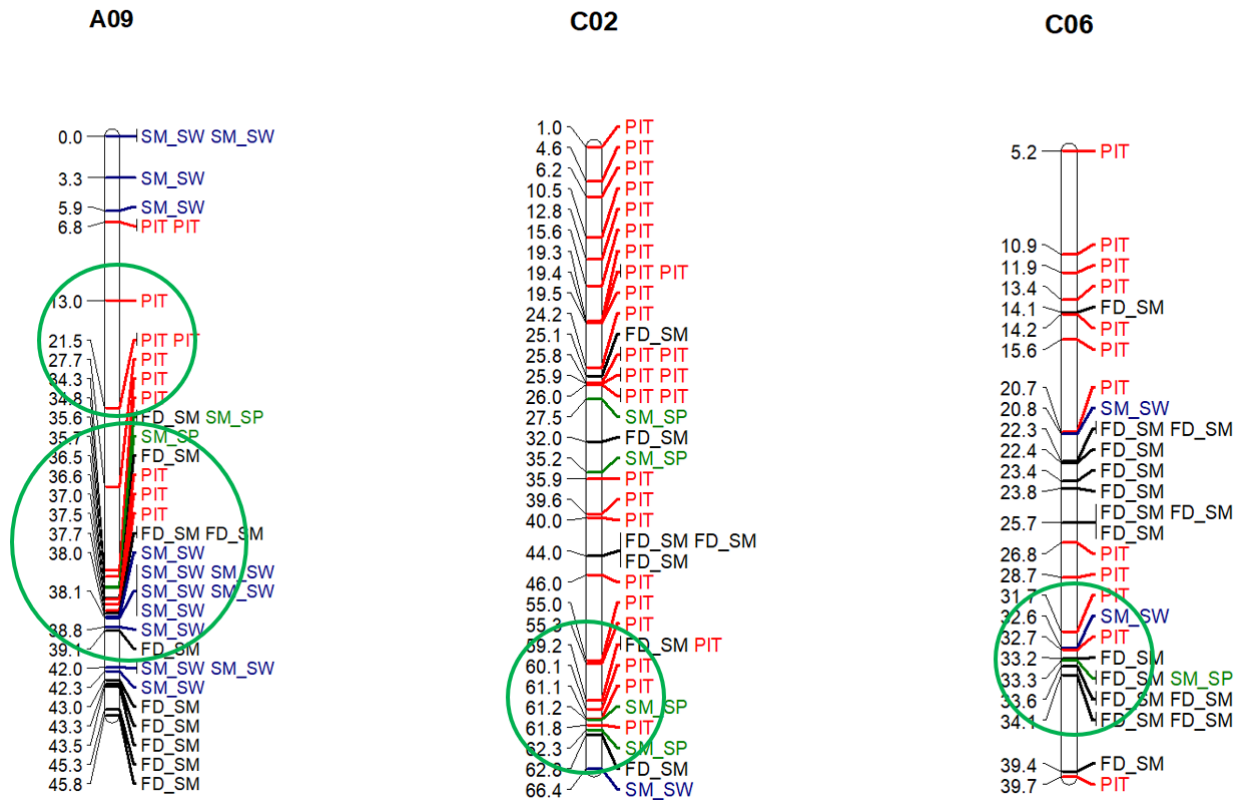 A09
0.0 SM_SW SM_SW
3.3 SM_SW
5.9 SM_SW
6.8 PIT PIT
13.0 PIT
21.5 PIT PIT
27.7 PIT
34.3 PIT
34.8 PIT
35.6 FD_SM SM_SP
35.7 SM_SP
36.5 FD_SM
36.6 PIT
37.0 PIT
37.5 PIT
37.7 FD_SM FD_SM
38.0 SM_SW
SM_SW SM_SW
38.1 SM_SW SM_SW
SM_SW
38.8 SM_SW
39.1 FD_SM
42.0 SM_SW SM_SW
42.3 SM_SW
43.0 FD_SM
43.3 FD_SM
43.5 FD_SM
45.3 FD_SM
45.8 FD_SM
C02
1.0 PIT
4.6 PIT
6.2 PIT
10.5 PIT
12.8 PIT
15.6 PIT
19.3 PIT
19.4 PIT PIT
19.5 PIT
24.2 PIT
25.1 FD_SM
25.8 PIT PIT
25.9 PIT PIT
26.0 PIT PIT
27.5 SM_SP
32.0 FD_SM
35.2 SM_SP
35.9 PIT
39.6 PIT
40.0 PIT
44.0 FD_SM FD_SM
FD_SM
46.0 PIT
55.0 PIT
55.3 PIT
59.2 FD_SM PIT
60.1 PIT
61.1 PIT
61.2 SM_SP
61.8 PIT
62.3 SM_SP
62.8 FD_SM
66.4 SM_SW
C06
5.2 PIT
10.9 PIT
11.9 PIT
13.4 PIT
14.1 FD_SM
14.2 PIT
15.6 PIT
20.7 PIT
20.8 SM_SW
22.3 FD_SM FD_SM
22.4 FD_SM
23.4 FD_SM
23.8 FD_SM
25.7 FD_SM FD_SM
FD_SM
26.8 PIT
28.7 PIT
31.7 PIT
32.6 SM_SW
32.7 PIT
33.2 FD_SM
33.3 FD_SM SM_SP
33.6 FD_SM FD_SM
34.1 FD_SM FD_SM
39.4 FD_SM
39.7 PIT